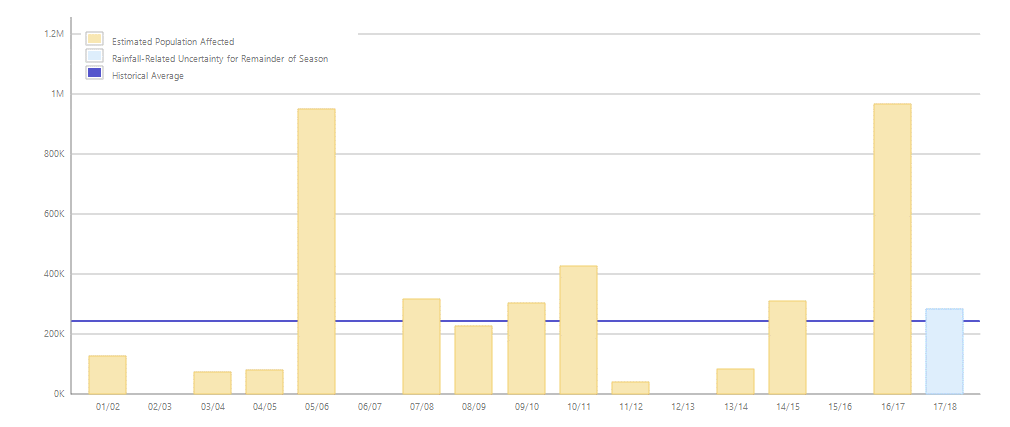 1.2M
Estimated Population Affected
Rainfall-Related Uncertainty for Remainder of Season
Historical Average
1M
800K
600K
400K
200K
0K
01/02 02/03 03/04 04/05 05/06 06/07 07/08 08/09 09/10 10/11 11/12 12/13 13/14 14/15 15/16 16/17 17/18